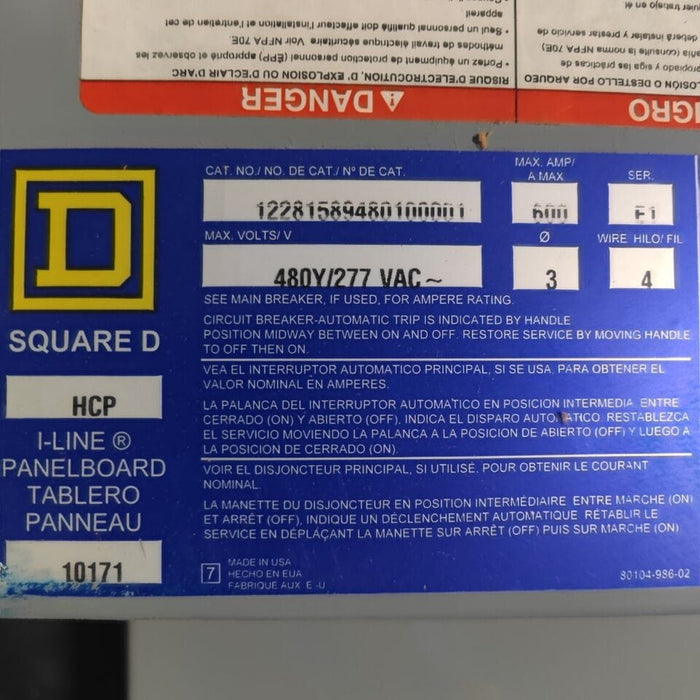 appareil
• Seul un personnel qualifié doit effectuer l'installation et l'entretien de cet
méthodes de travail électrique sécuritaire. Voir NFPA 70E.
• Portez un équipement de protection personnel (ÉPP) approprié et observez les
RISQUE D'ÉLECTROCUTION, D'EXPLOSION OU D'ÉCLAIR D'ARC
⚠ DANGER
deberá instalar y prestar servicio
(consulte la norma NFPA 70E)
propiado y siga las prácticas de
LOSIÓN O DESTELLO POR ARQUEO
IGRO
CAT. NO./ NO. DE CAT./ Nº DE CAT.
12281589480100001
MAX. AMP/
A MAX
600
SER.
E1
MAX. VOLTS/ V
480Y/277 VAC ~
Ø
3
WIRE HILO/ FIL
4
D
SQUARE D
HCP
I-LINE ®
PANELBOARD
TABLERO
PANNEAU
10171
SEE MAIN BREAKER, IF USED, FOR AMPERE RATING.
CIRCUIT BREAKER-AUTOMATIC TRIP IS INDICATED BY HANDLE
POSITION MIDWAY BETWEEN ON AND OFF. RESTORE SERVICE BY MOVING HANDLE
TO OFF THEN ON.
VEA EL INTERRUPTOR AUTOMATICO PRINCIPAL, SI SE USA. PARA OBTENER EL
VALOR NOMINAL EN AMPERES.
LA PALANCA DEL INTERRUPTOR AUTOMATICO EN POSICION INTERMEDIA, ENTRE
CERRADO (ON) Y ABIERTO (OFF), INDICA EL DISPARO AUTOMATICO. RESTABLEZCA
EL SERVICIO MOVIENDO LA PALANCA A LA POSICION DE ABIERTO (OFF) Y LUEGO A
LA POSICION DE CERRADO (ON).
VOIR EL DISJONCTEUR PRINCIPAL, SI UTILISÉ. POUR OBTENIR LE COURANT
NOMINAL.
LA MANETTE DU DISJONCTEUR EN POSITION INTERMÉDIAIRE, ENTRE MARCHE (ON)
ET ARRÊT (OFF), INDIQUE UN DÉCLENCHEMENT AUTOMATIQUE. RÉTABLIR LE
SERVICE EN DÉPLAÇANT LA MANETTE SUR ARRÊT (OFF) PUIS SUR MARCHE (ON)
7
MADE IN USA
HECHO EN EUA
FABRIQUE AUX E -U
80104-986-02